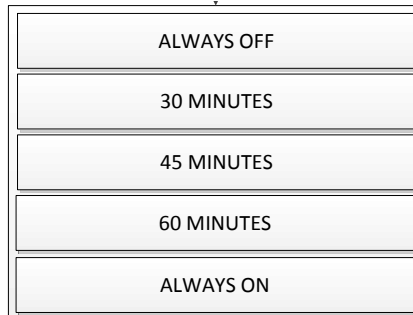 ALWAYS OFF
30 MINUTES
45 MINUTES
60 MINUTES
ALWAYS ON